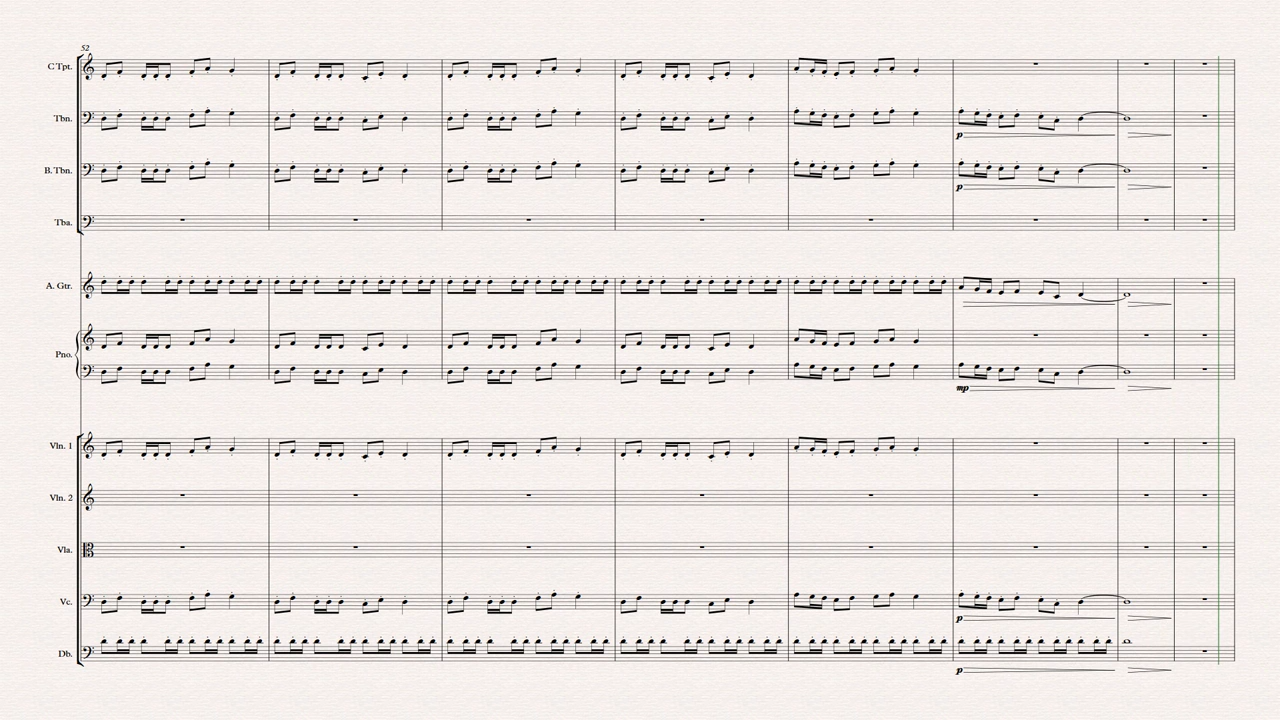 52
C Tpt.
Tbn.
p
B. Tbn.
p
Tba.
A. Gtr.
Pno.
mp
Vln. 1
Vln. 2
Vla.
Vc.
p
Db.
p